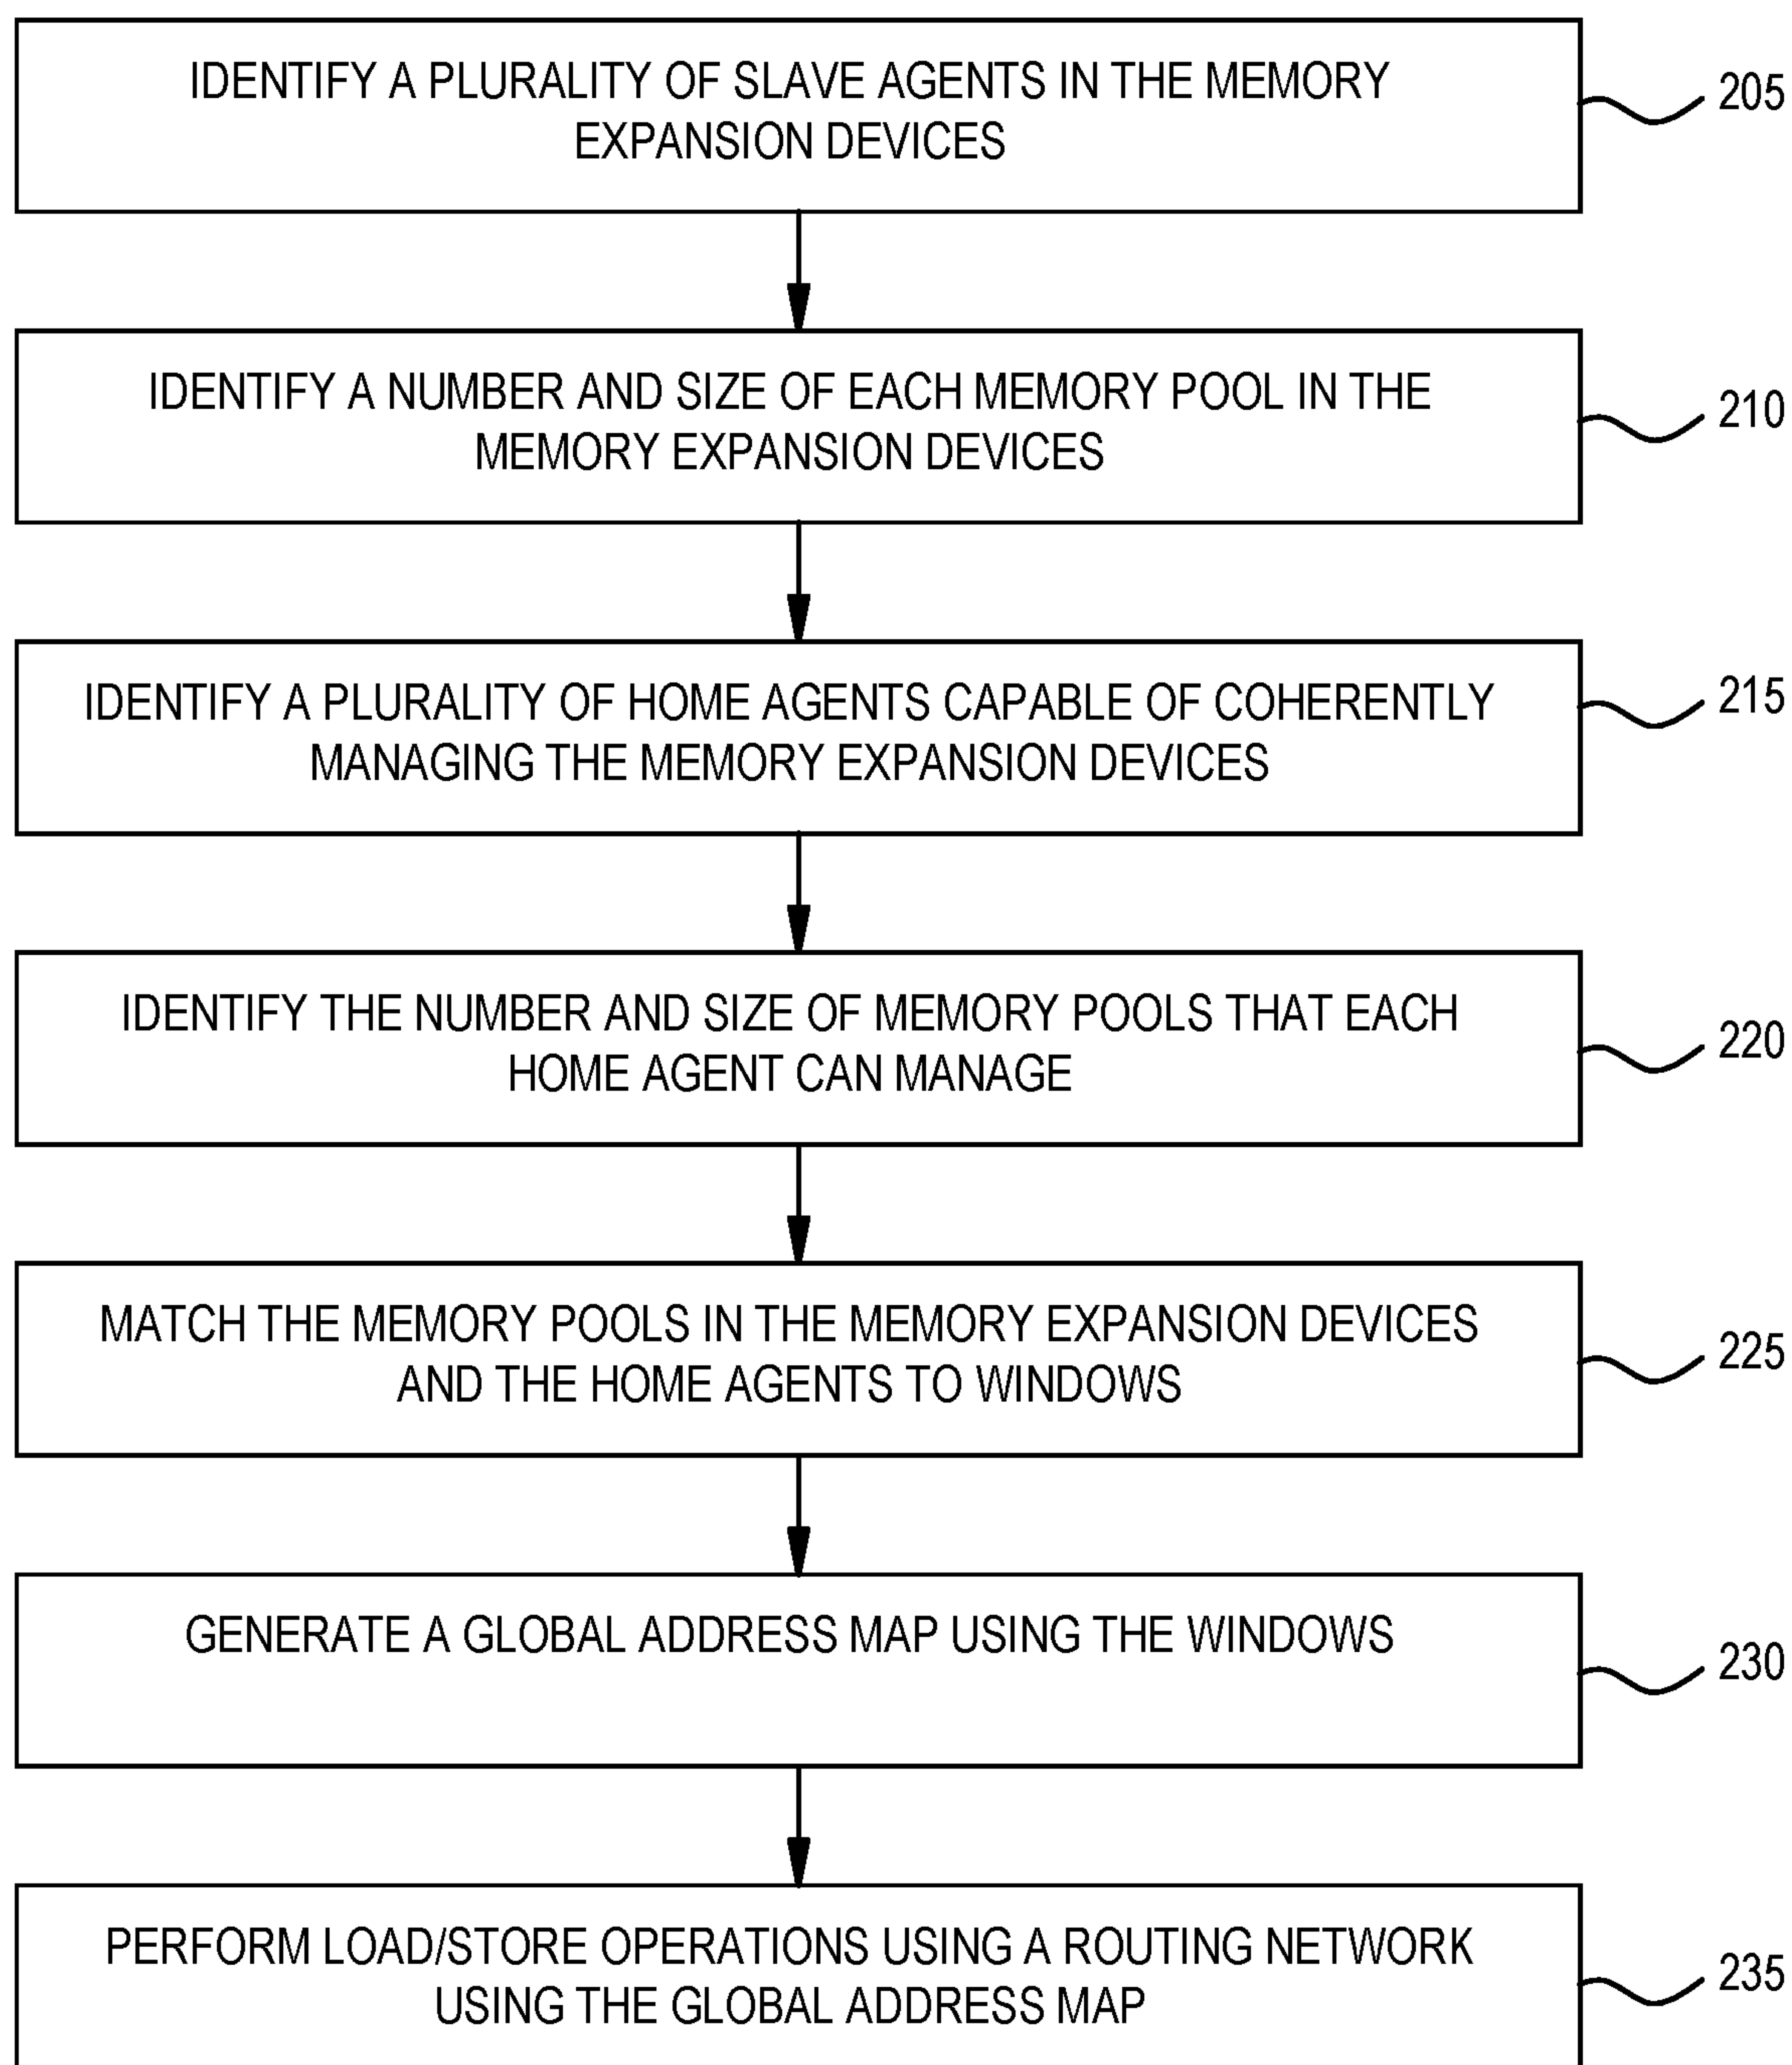 IDENTIFY A PLURALITY OF SLAVE AGENTS IN THE MEMORY
EXPANSION DEVICES
205
IDENTIFY A NUMBER AND SIZE OF EACH MEMORY POOL IN THE
MEMORY EXPANSION DEVICES
210
IDENTIFY A PLURALITY OF HOME AGENTS CAPABLE OF COHERENTLY
MANAGING THE MEMORY EXPANSION DEVICES
215
IDENTIFY THE NUMBER AND SIZE OF MEMORY POOLS THAT EACH
HOME AGENT CAN MANAGE
220
MATCH THE MEMORY POOLS IN THE MEMORY EXPANSION DEVICES
AND THE HOME AGENTS TO WINDOWS
225
GENERATE A GLOBAL ADDRESS MAP USING THE WINDOWS
230
PERFORM LOAD/STORE OPERATIONS USING A ROUTING NETWORK
USING THE GLOBAL ADDRESS MAP
235